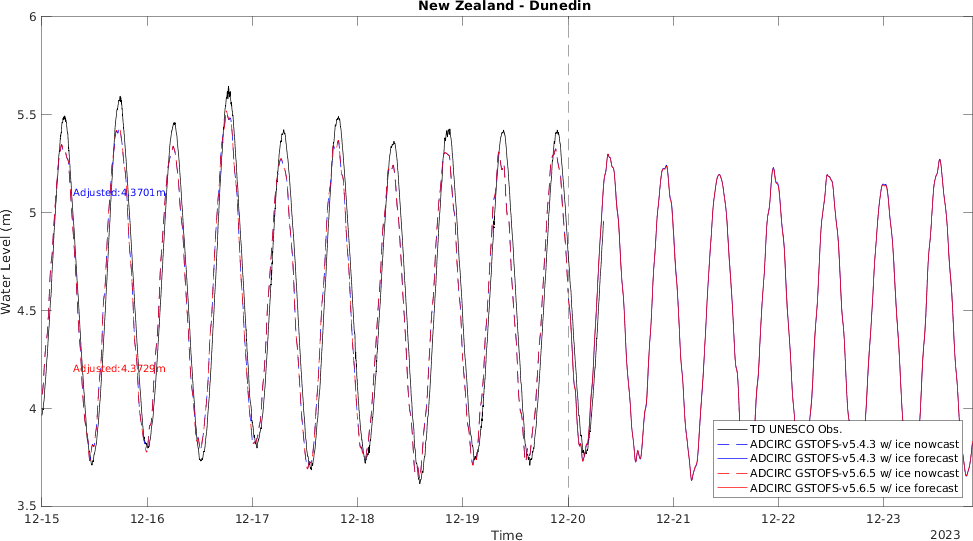 New Zealand - Dunedin
6
5.5
5
4.5
4
3.5
Water Level (m)
Adjusted:4.3701m
Adjusted:4.3729m
TD UNESCO Obs.
ADCIRC GSTOFS-v5.4.3 w/ ice nowcast
ADCIRC GSTOFS-v5.4.3 w/ ice forecast
ADCIRC GSTOFS-v5.6.5 w/ ice nowcast
ADCIRC GSTOFS-v5.6.5 w/ ice forecast
12-15 12-16 12-17 12-18 12-19 12-20 12-21 12-22 12-23
Time
2023